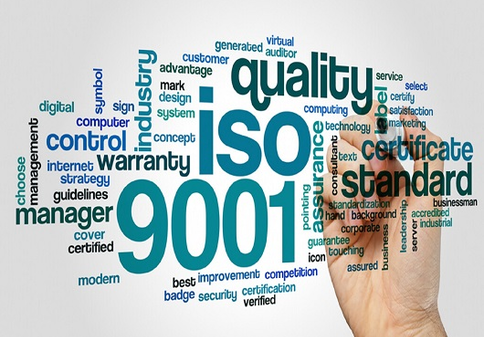 virtual
generated
auditor
customer
quality
advantage
service
industry
symbol
mark
select
design
label
certify
digital
sign
system
iso
computing
satisfaction
computer
marketing
technology
control
concept
certificate
warranty
assurance
consultant
text
internet
strategy
choose
management
guidelines
standard
manager
9001
pointing
standardization
businessman
hand
background
leadership
accredited
cover
corporate
server
industrial
certified
guarantee
business
touching
icon
assured
modern
best
improvement
competition
badge
security
certification
verified